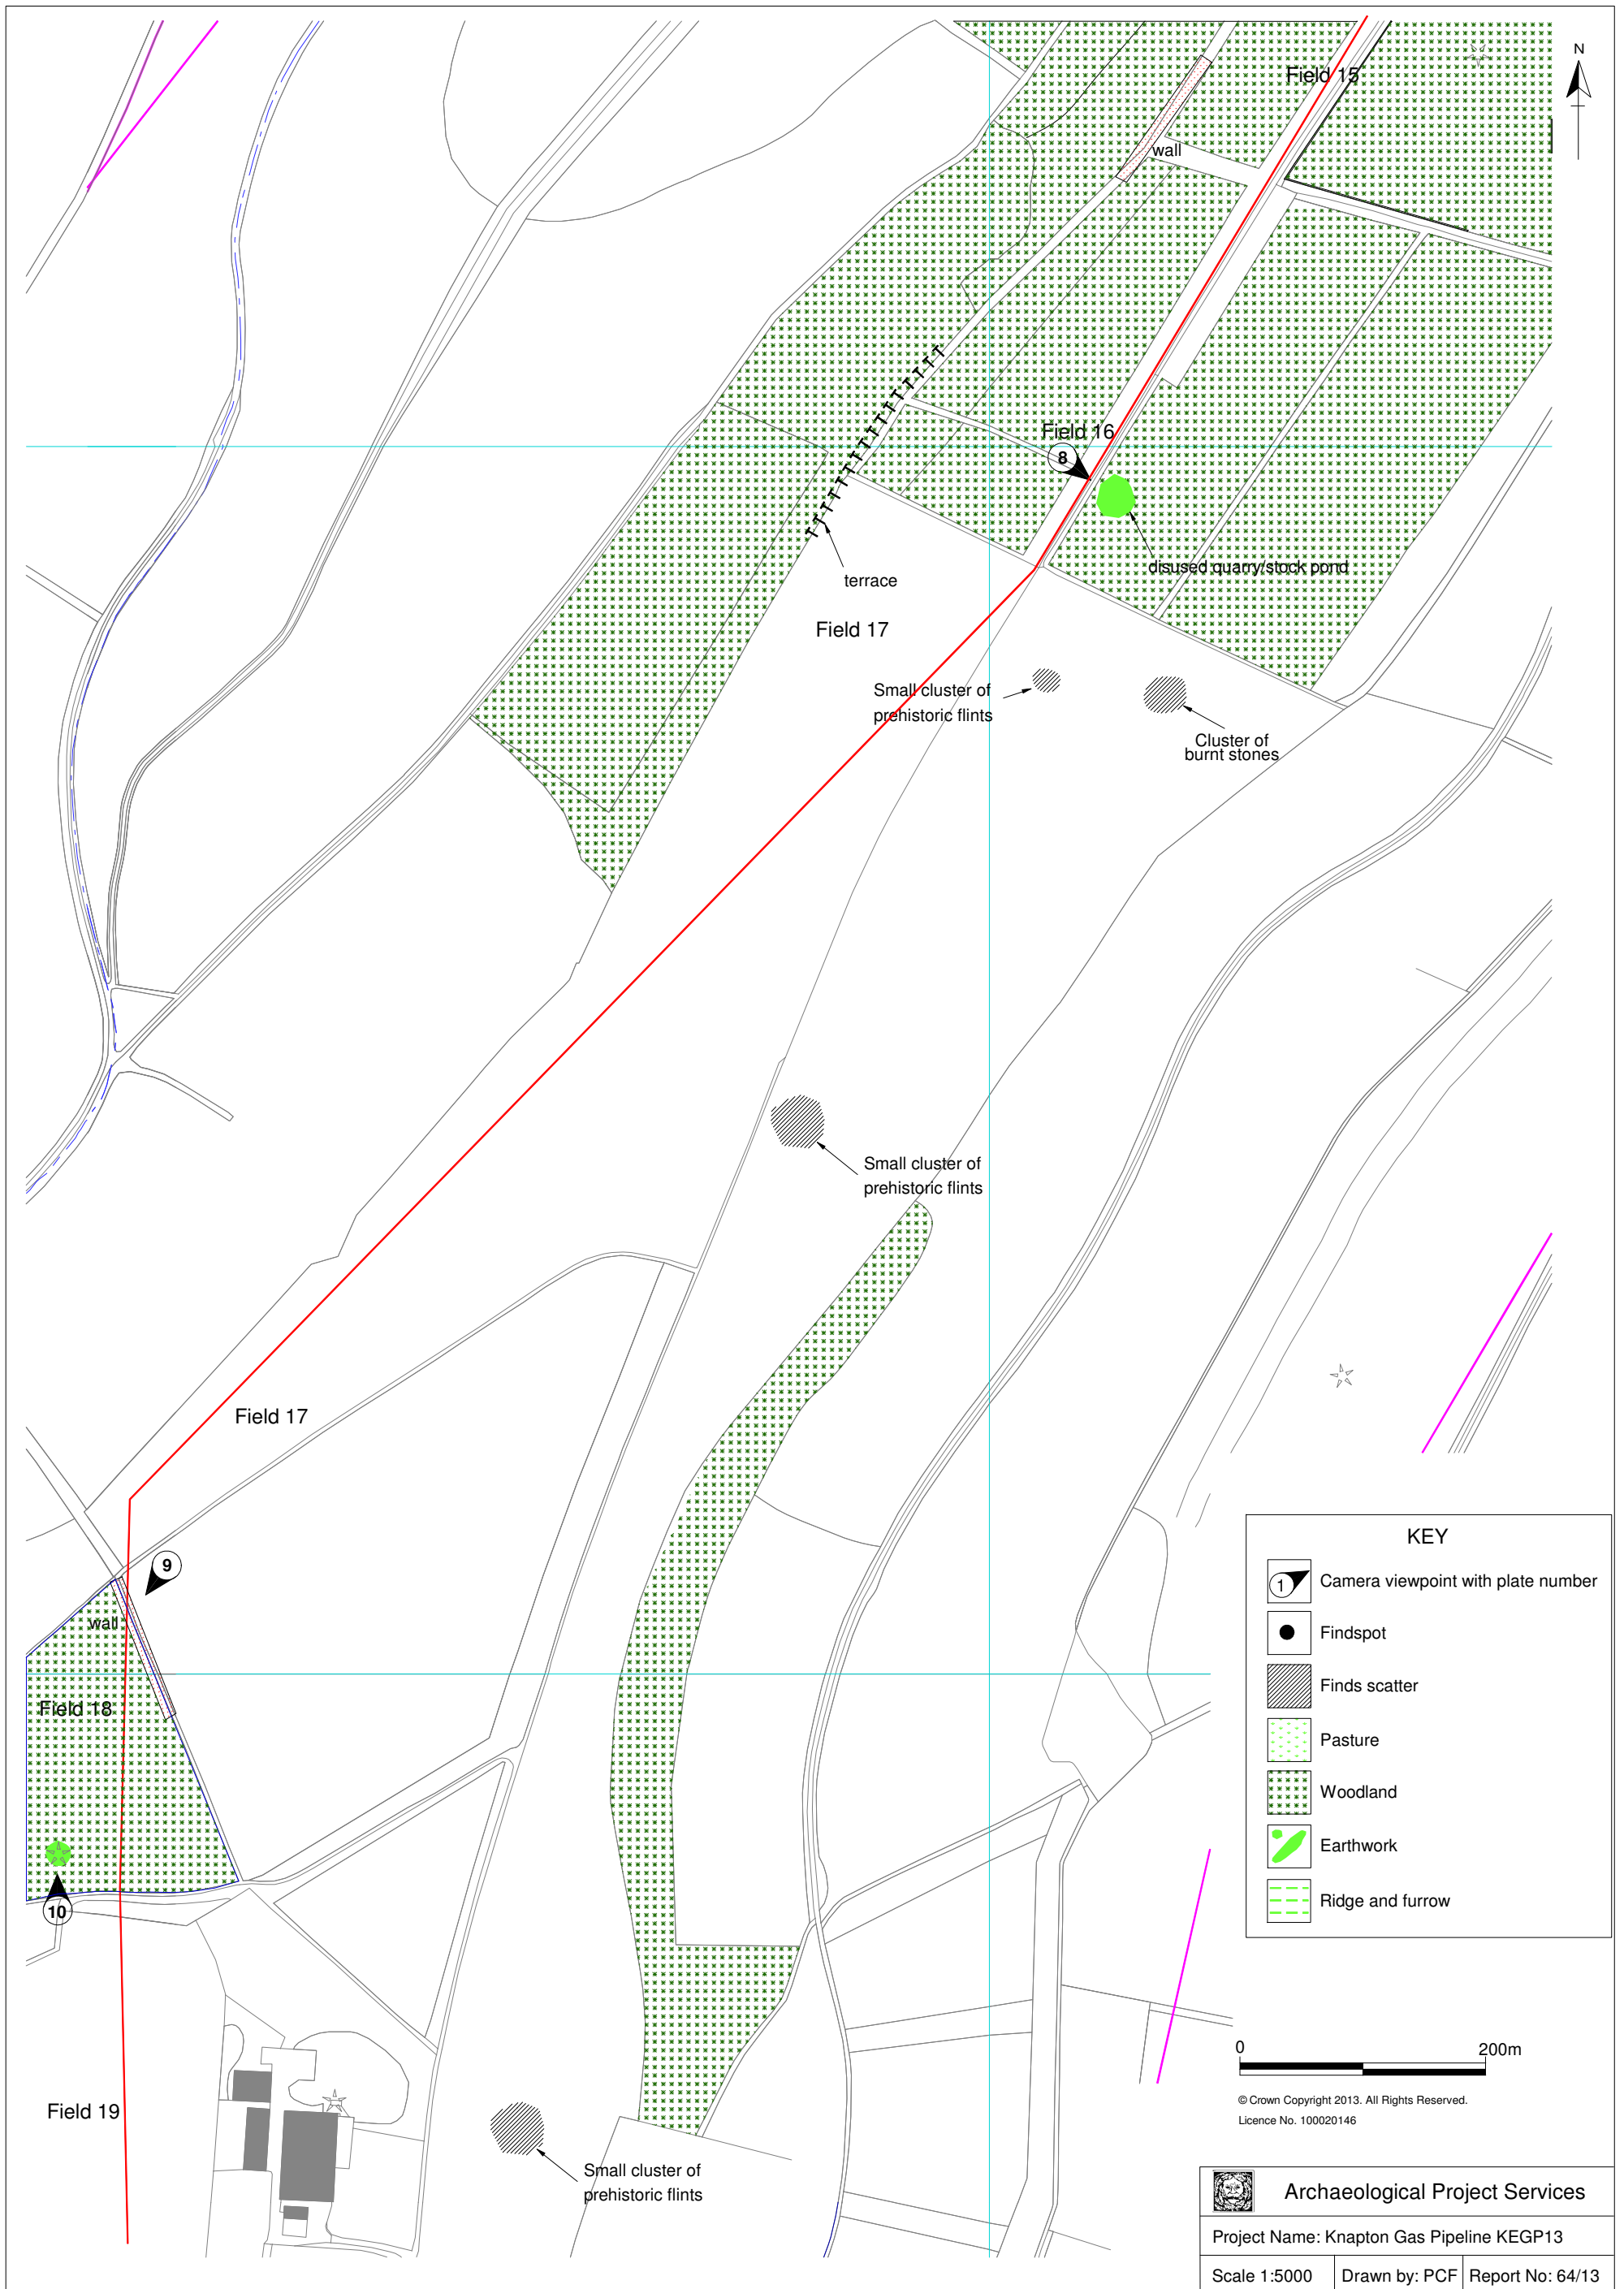 N
Field 15
wall
Field 16
8
disused quarry/stock pond
terrace
Field 17
Small cluster of
prehistoric flints
Cluster of
burnt stones
Small cluster of
prehistoric flints
Field 17
9
wall
Field 18
10
Field 19
Small cluster of
prehistoric flints
KEY
1 Camera viewpoint with plate number
Findspot
Finds scatter
Pasture
Woodland
Earthwork
Ridge and furrow
0 200m
© Crown Copyright 2013. All Rights Reserved.
Licence No. 100020146
Archaeological Project Services
Project Name: Knapton Gas Pipeline KEGP13
Scale 1:5000 Drawn by: PCF Report No: 64/13